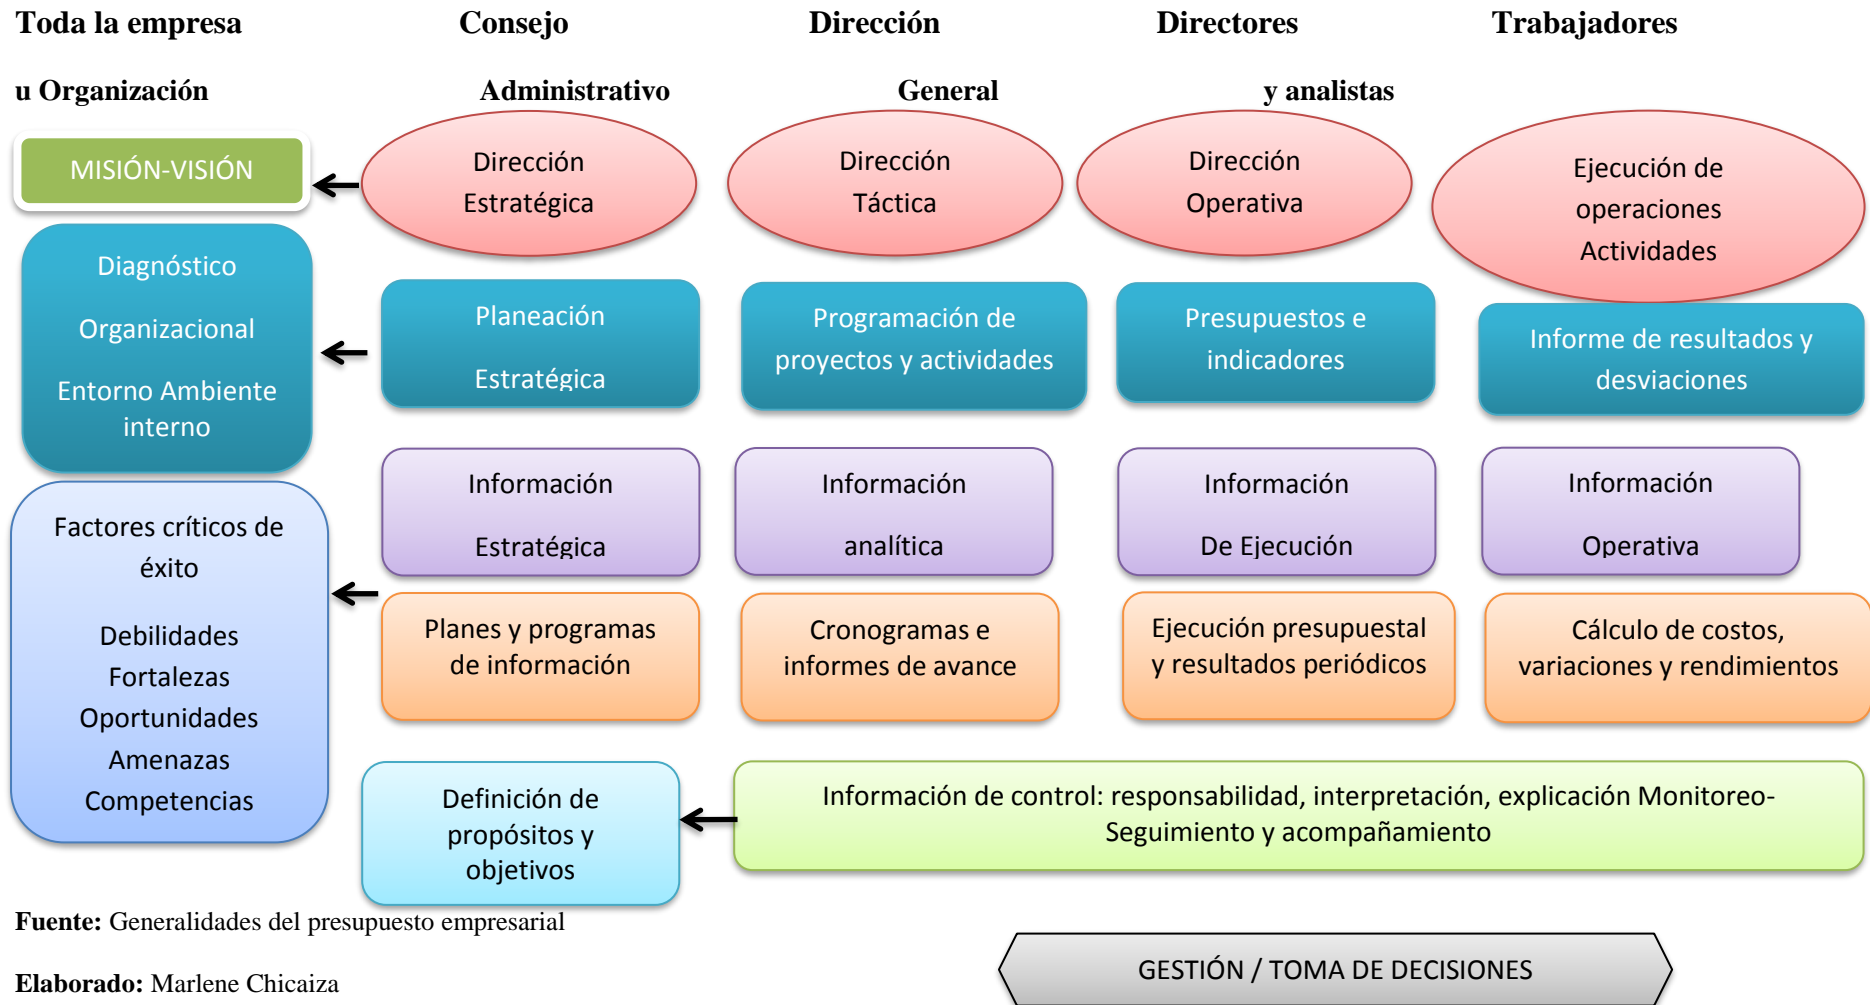 Toda la empresa Consejo Dirección Directores Trabajadores
u Organización Administrativo General y analistas
MISIÓN-VISIÓN
Dirección
Estratégica
Dirección
Táctica
Dirección
Operativa
Ejecución de
operaciones
Actividades
Diagnóstico
Organizacional
Entorno Ambiente
interno
Planeación
Estratégica
Programación de
proyectos y actividades
Presupuestos e
indicadores
Informe de resultados y
desviaciones
Factores críticos de
éxito
Debilidades
Fortalezas
Oportunidades
Amenazas
Competencias
Información
Estratégica
Información
analítica
Información
De Ejecución
Información
Operativa
Planes y programas
de información
Cronogramas e
informes de avance
Ejecución presupuestal
y resultados periódicos
Cálculo de costos,
variaciones y rendimientos
Definición de
propósitos y
objetivos
Información de control: responsabilidad, interpretación, explicación Monitoreo-
Seguimiento y acompañamiento
Fuente: Generalidades del presupuesto empresarial
GESTIÓN / TOMA DE DECISIONES
Elaborado: Marlene Chicaiza